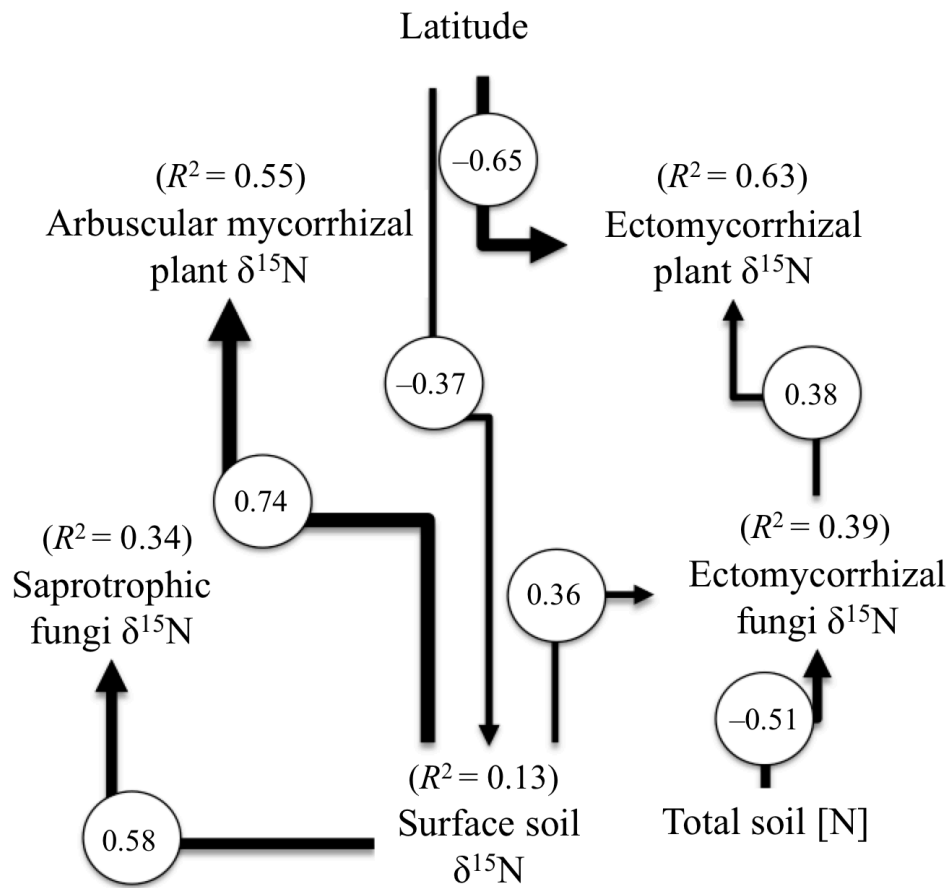 Latitude
–0.65
(R² = 0.55)
Arbuscular mycorrhizal
plant δ¹⁵N
(R² = 0.63)
Ectomycorrhizal
plant δ¹⁵N
–0.37
0.38
0.74
(R² = 0.34)
Saprotrophic
fungi δ¹⁵N
0.36
(R² = 0.39)
Ectomycorrhizal
fungi δ¹⁵N
–0.51
(R² = 0.13)
Surface soil
δ¹⁵N
Total soil [N]
0.58